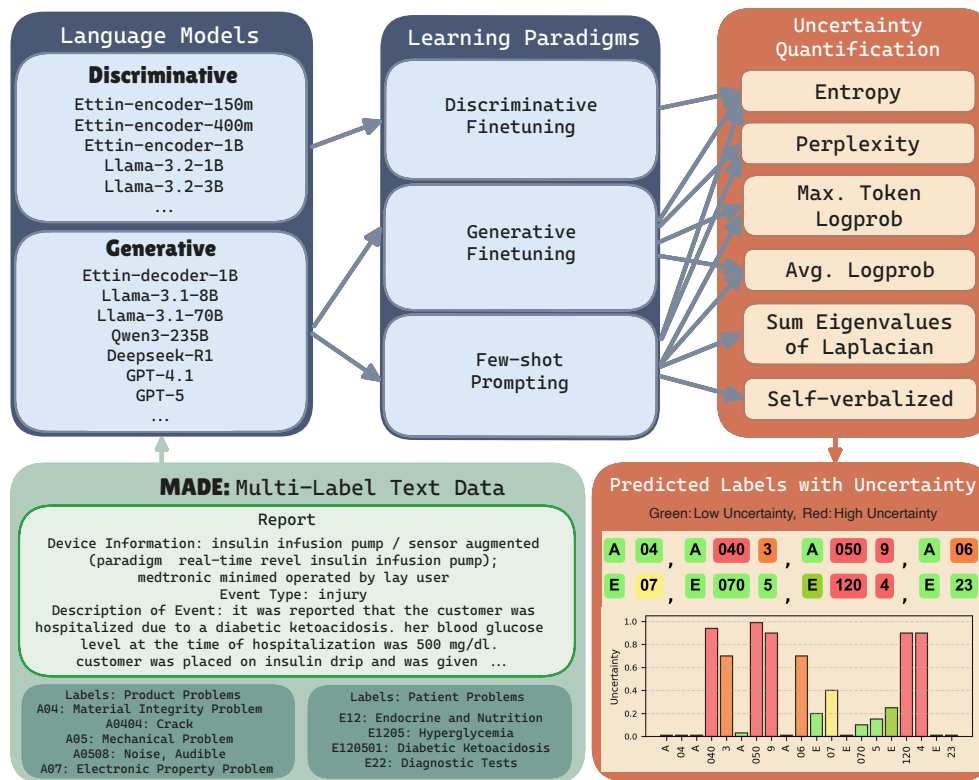 Language Models
Discriminative
Ettin-encoder-150m
Ettin-encoder-400m
Ettin-encoder-1B
Llama-3.2-1B
Llama-3.2-3B
...
Generative
Ettin-decoder-1B
Llama-3.1-8B
Llama-3.1-70B
Qwen3-235B
Deepseek-R1
GPT-4.1
GPT-5
...
Learning Paradigms
Discriminative
Finetuning
Generative
Finetuning
Few-shot
Prompting
Uncertainty
Quantification
Entropy
Perplexity
Max. Token
Logprob
Avg. Logprob
Sum Eigenvalues
of Laplacian
Self-verbalized
MADE: Multi-Label Text Data
Report
Device Information: insulin infusion pump / sensor augmented
(paradigm real-time revel insulin infusion pump);
medtronic minimed operated by lay user
Event Type: injury
Description of Event: it was reported that the customer was
hospitalized due to a diabetic ketoacidosis. her blood glucose
level at the time of hospitalization was 500 mg/dl.
customer was placed on insulin drip and was given ...
Labels: Product Problems
A04: Material Integrity Problem
A0404: Crack
A05: Mechanical Problem
A0508: Noise, Audible
A07: Electronic Property Problem
Labels: Patient Problems
E12: Endocrine and Nutrition
E1205: Hyperglycemia
E120501: Diabetic Ketoacidosis
E22: Diagnostic Tests
Predicted Labels with Uncertainty
Green: Low Uncertainty, Red: High Uncertainty
A 04 , A 040 3 , A 050 9 , A 06
E 07 , E 070 5 , E 120 4 , E 23
Uncertainty
1.0
0.8
0.6
0.4
0.2
0.0
A 04 A 040 3 A 050 9 A 06 E 07 E 070 5 E 120 4 E 23